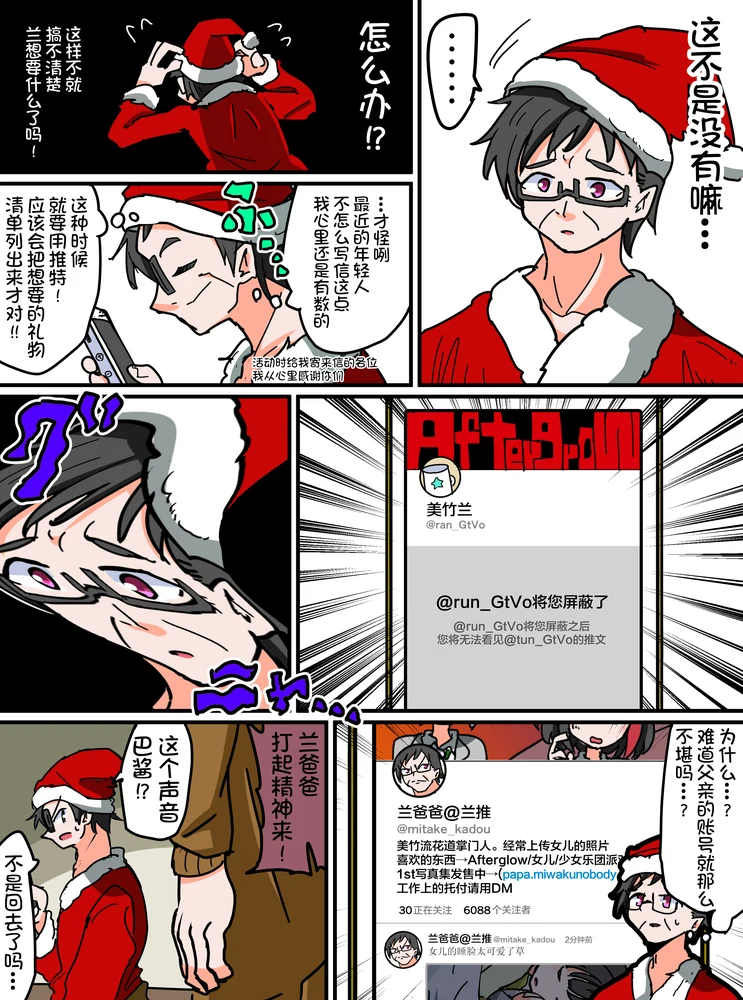 这不是没有嘛…
……
怎么办!?
这样不就
搞不清楚
兰想要什么了吗!
…才怪咧
最近的年轻人
不怎么写信这点
我心里还是有数的
ふ…
这种时候
就要用推特!
应该会把想要的礼物
清单列出来才对!!
活动时给我寄来信的各位
我从心里感谢你们
AftergloW
美竹兰
@ran_GtVo
@run_GtVo将您屏蔽了
@run_GtVo将您屏蔽之后
您将无法看见@tun_GtVo的推文
グ"
ニャ…
为什么…?
难道父亲的账号就那么
不堪吗…?
兰爸爸@兰推
@mitake_kadou
美竹流花道掌门人。经常上传女儿的照片
喜欢的东西→Afterglow/女儿/少女乐团派
1st写真集发售中→(papa.miwakunobody
工作上的托付请用DM
30 正在关注 6088 个关注者
兰爸爸@兰推 @mitake_kadou 2分钟前
女儿的睡脸太可爱了草
兰爸爸
打起精神来!
这个声音
巴酱!?
不是回去了吗…